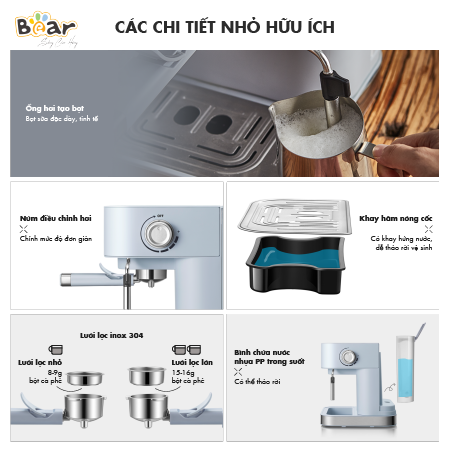 Bear
CÁC CHI TIẾT NHỎ HỮU ÍCH
Ống hơi tạo bọt
Bọt sữa đặc dày, tinh tế
Núm điều chỉnh hơi
Chỉnh mức độ đơn giản
OFF
Khay hâm nóng cốc
Có khay hứng nước,
dễ tháo rời vệ sinh
Lưới lọc inox 304
Lưới lọc nhỏ
8-9g
bột cà phê
Lưới lọc lớn
15-16g
bột cà phê
Bình chứa nước
nhựa PP trong suốt
Có thể tháo rời